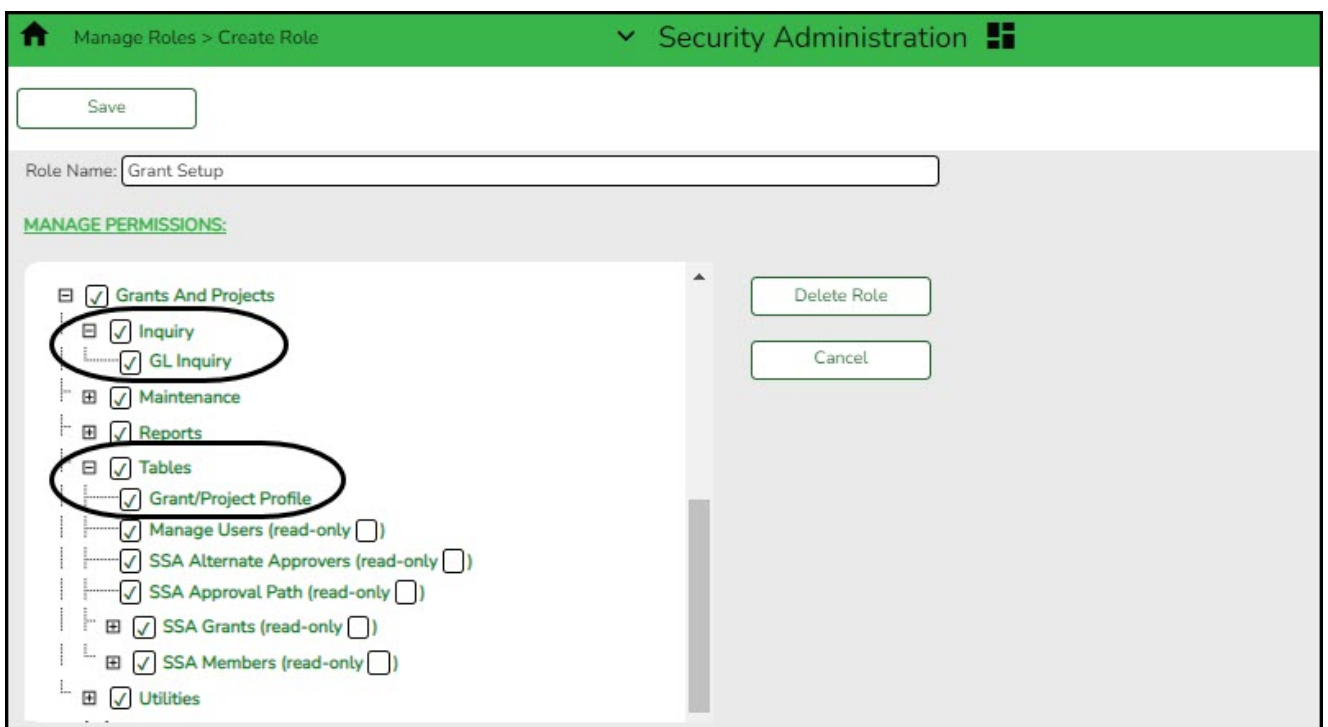 Manage Roles > Create Role
Security Administration
Save
Role Name: Grant Setup
MANAGE PERMISSIONS:
Grants And Projects
Inquiry
GL Inquiry
Maintenance
Reports
Tables
Grant/Project Profile
Manage Users (read-only )
SSA Alternate Approvers (read-only )
SSA Approval Path (read-only )
SSA Grants (read-only )
SSA Members (read-only )
Utilities
Delete Role
Cancel